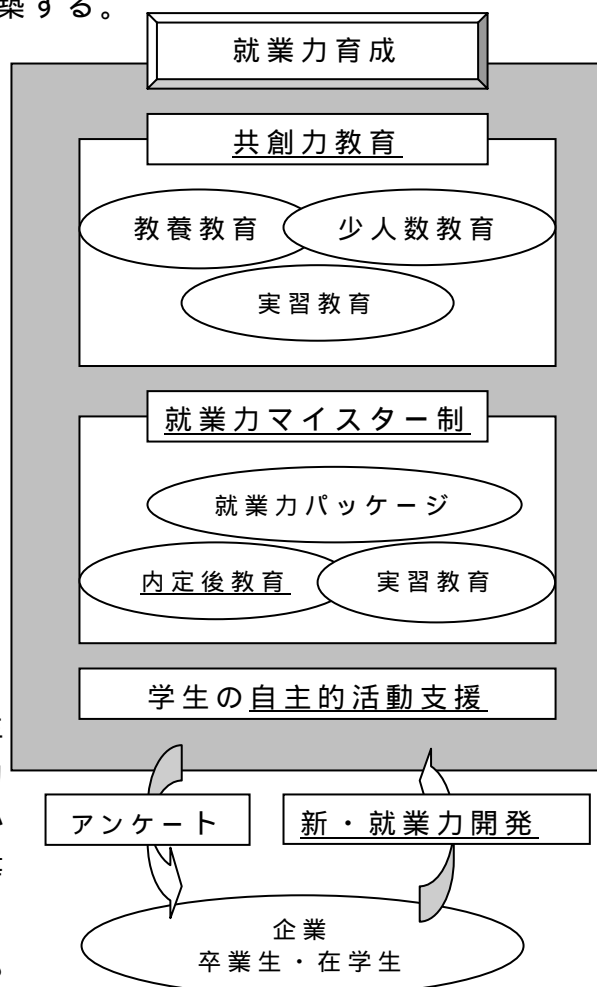 築する。
就業力育成
共創力教育
教養教育
少人数教育
実習教育
就業力マイスター制
就業力パッケージ
内定後教育
実習教育
学生の自主的活動支援
アンケート
新・就業力開発
企業
卒業生・在学生